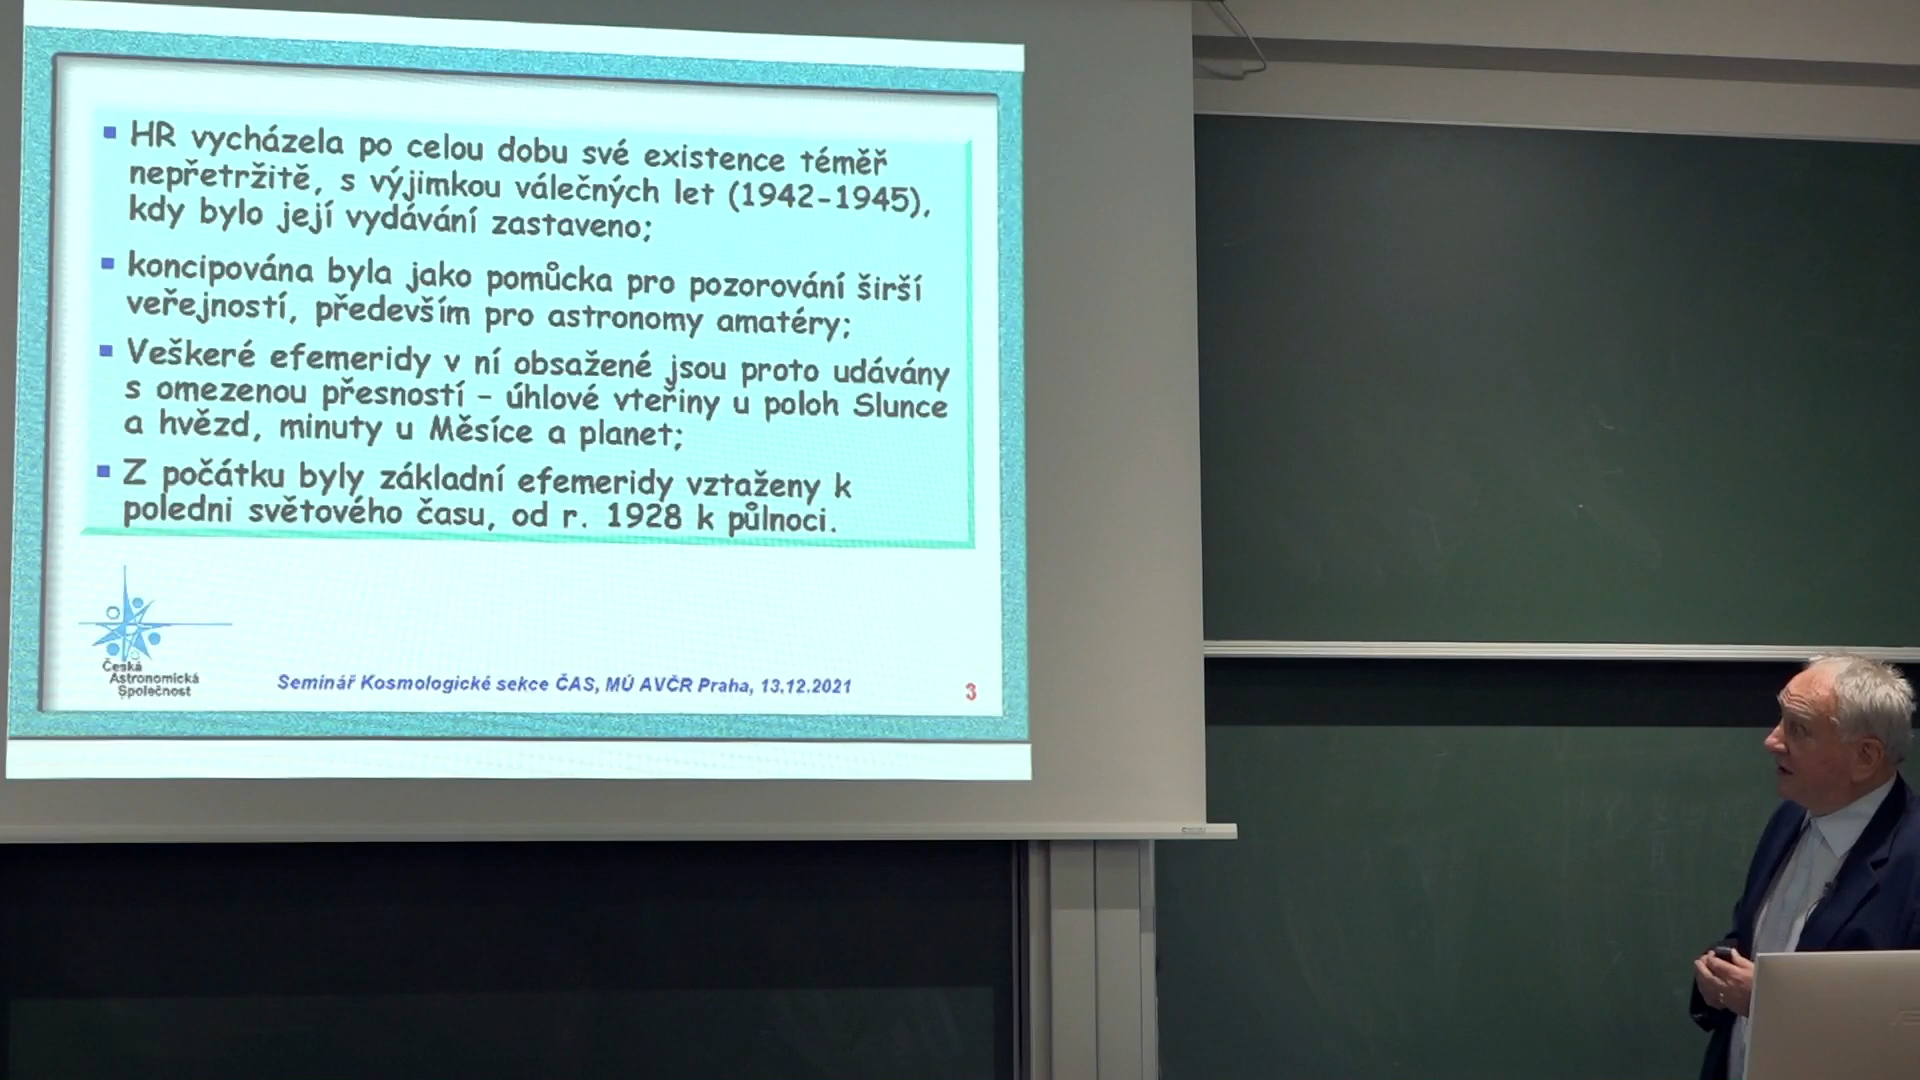 HR vycházela po celou dobu své existence téměř
nepřetržitě, s výjimkou válečných let (1942-1945),
kdy bylo její vydávání zastaveno;
koncipována byla jako pomůcka pro pozorování širší
veřejností, především pro astronomy amatéry;
Veškeré efemeridy v ní obsažené jsou proto udávány
s omezenou přesností – úhlové vteřiny u poloh Slunce
a hvězd, minuty u Měsíce a planet;
Z počátku byly základní efemeridy vztaženy k
poledni světového času, od r. 1928 k půlnoci.
Česká
Astronomická
Společnost
Seminář Kosmologické sekce ČAS, MÚ AVČR Praha, 13.12.2021
3